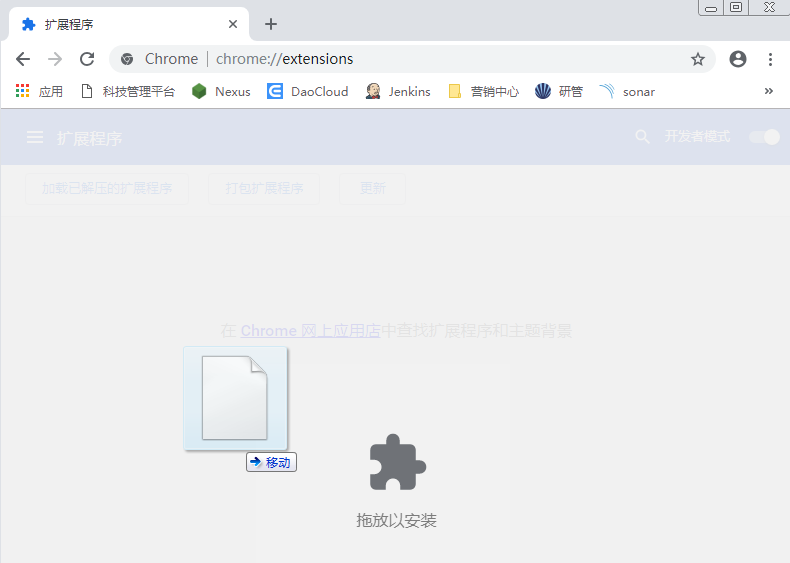 扩展程序
Chrome | chrome://extensions
应用 科技管理平台 Nexus DaoCloud Jenkins 营销中心 研管 sonar »
扩展程序 开发者模式
加载已解压的扩展程序 打包扩展程序 更新
在 Chrome 网上应用店中查找扩展程序和主题背景
移动
拖放以安装